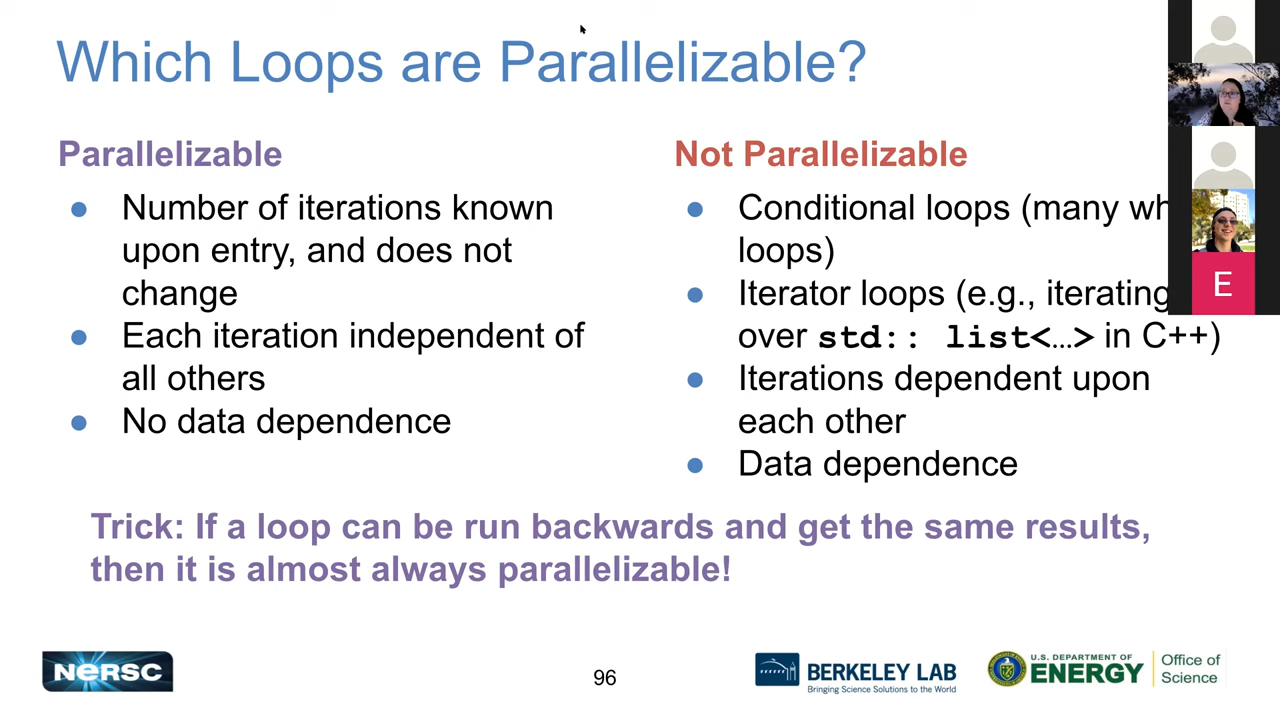 Which Loops are Parallelizable?
Parallelizable
● Number of iterations known
upon entry, and does not
change
● Each iteration independent of
all others
● No data dependence
Not Parallelizable
● Conditional loops (many
loops)
● Iterator loops (e.g., iterating
over std:: list<…> in C++)
● Iterations dependent upon
each other
● Data dependence
Trick: If a loop can be run backwards and get the same results,
then it is almost always parallelizable!
E
NERSC
96
BERKELEY LAB
Bringing Science Solutions to the World
U.S. DEPARTMENT OF
ENERGY
Office of
Science